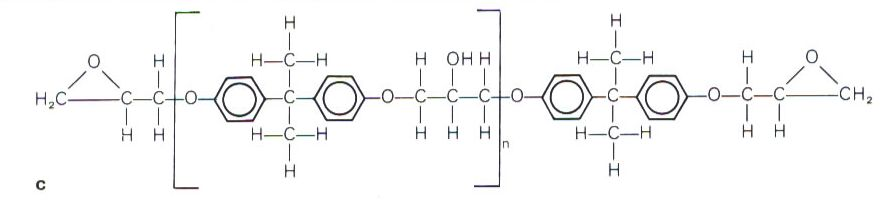 H H
O H H—C—H H OH H H—C—H H O
H₂C C—C—O C O—C—C—C—O C O—C—C CH₂
H H H—C—H H H H H—C—H H H
n
H H
c